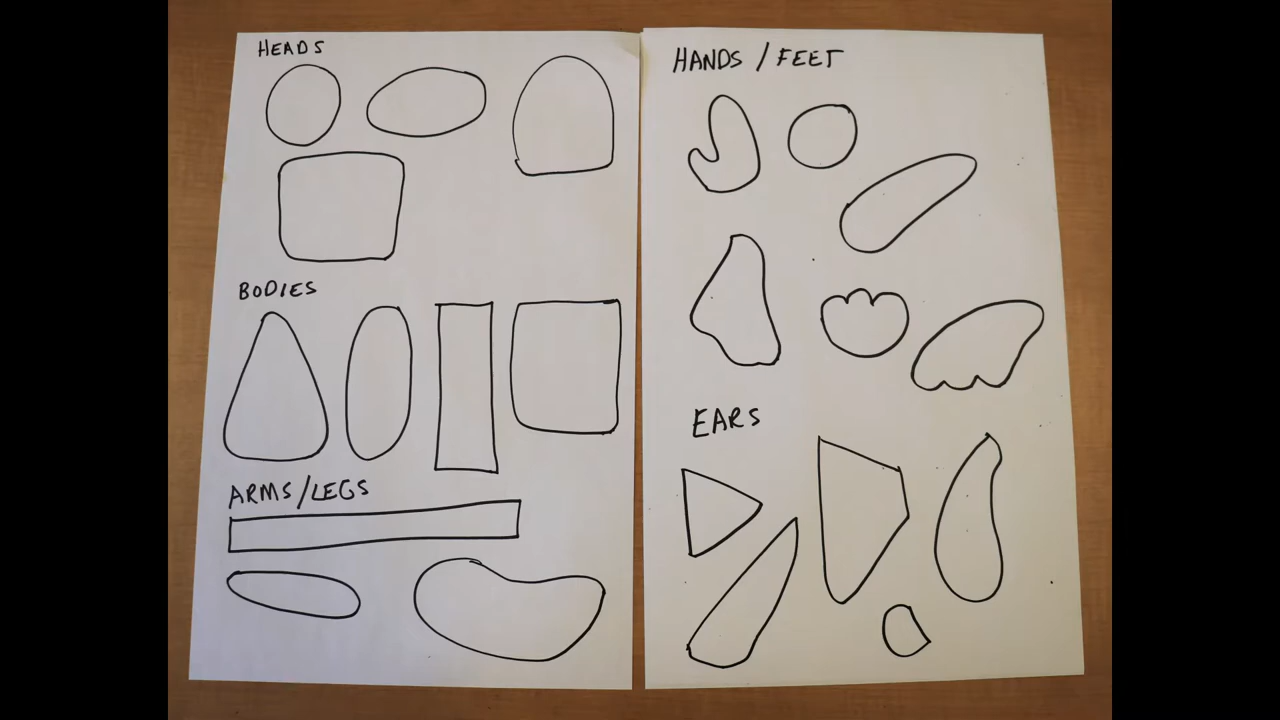 HEADS
BODIES
ARMS/LEGS
HANDS / FEET
EARS